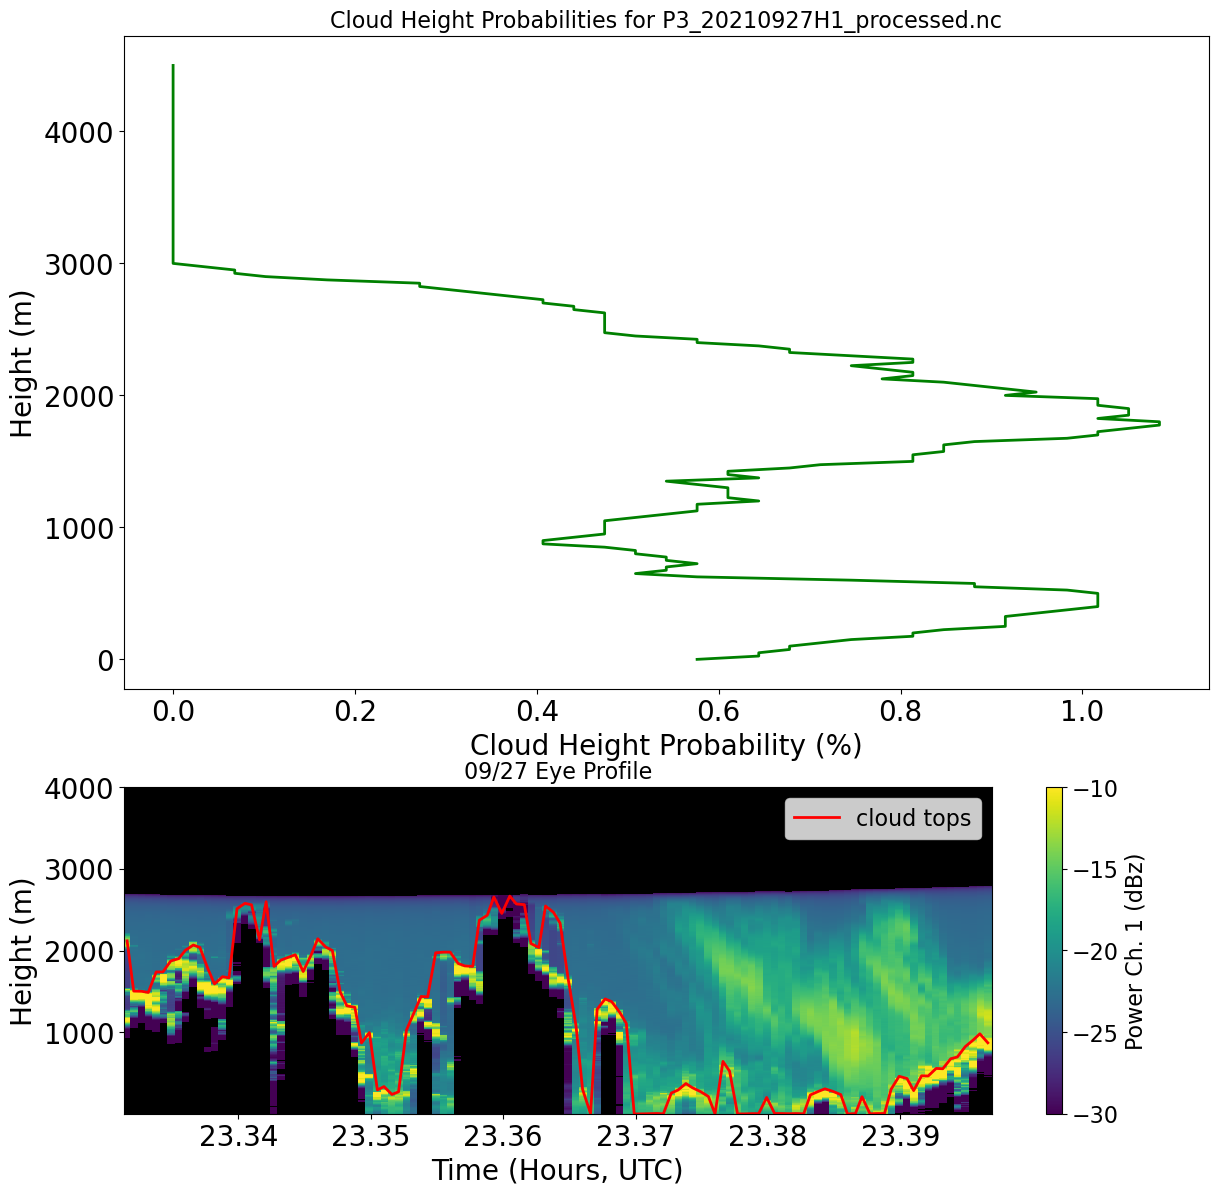 Cloud Height Probabilities for P3_20210927H1_processed.nc
Height (m)
4000
3000
2000
1000
0
0.0 0.2 0.4 0.6 0.8 1.0
Cloud Height Probability (%)
09/27 Eye Profile
Height (m)
4000
3000
2000
1000
cloud tops
23.34 23.35 23.36 23.37 23.38 23.39
Time (Hours, UTC)
−10
−15
−20
−25
−30
Power Ch. 1 (dBz)